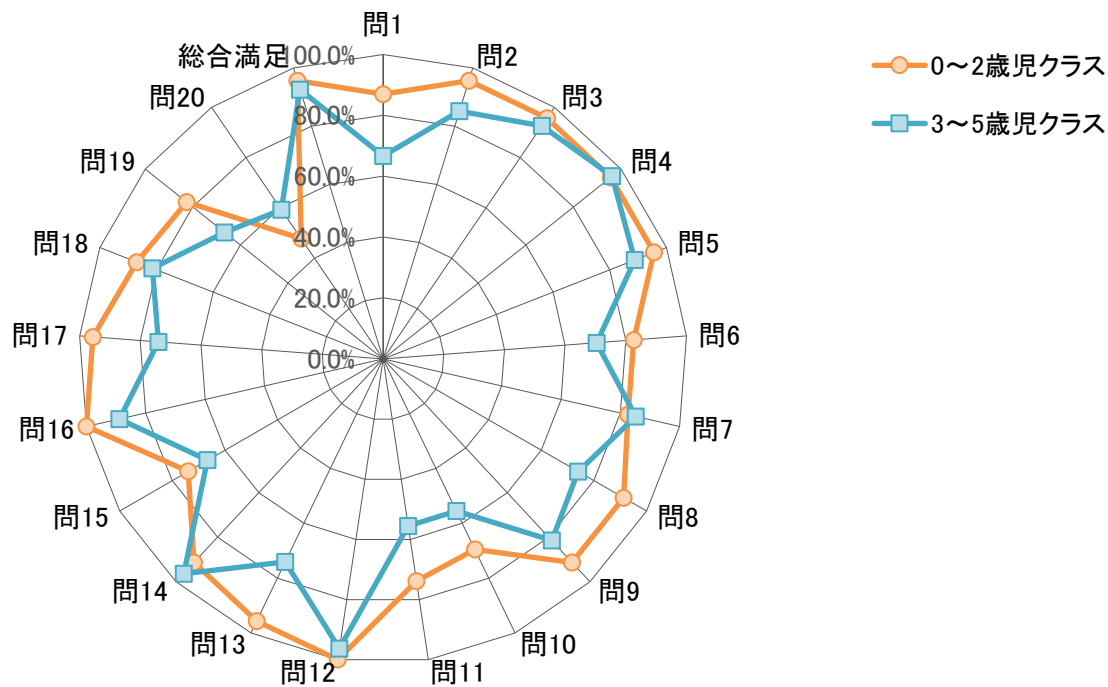 0～2歳児クラス
3～5歳児クラス
問1
問2
問3
問4
問5
問6
問7
問8
問9
問10
問11
問12
問13
問14
問15
問16
問17
問18
問19
問20
総合満足
100.0%
80.0%
60.0%
40.0%
20.0%
0.0%